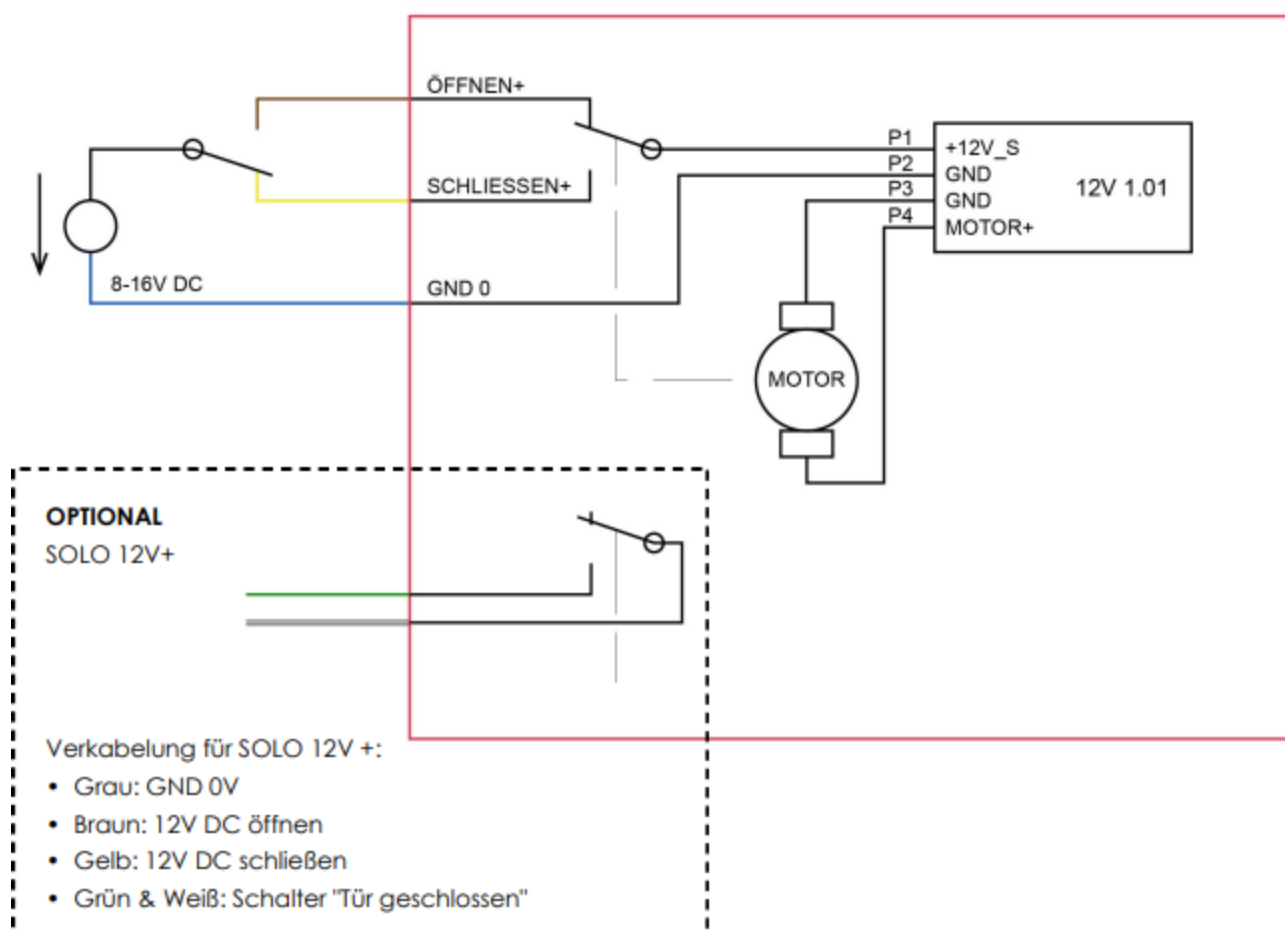 ÖFFNEN+
SCHLIESSEN+
8-16V DC
GND 0
P1
P2
P3
P4
+12V_S
GND
GND
MOTOR+
12V 1.01
MOTOR
OPTIONAL
SOLO 12V+
Verkabelung für SOLO 12V +:
• Grau: GND 0V
• Braun: 12V DC öffnen
• Gelb: 12V DC schließen
• Grün & Weiß: Schalter "Tür geschlossen"